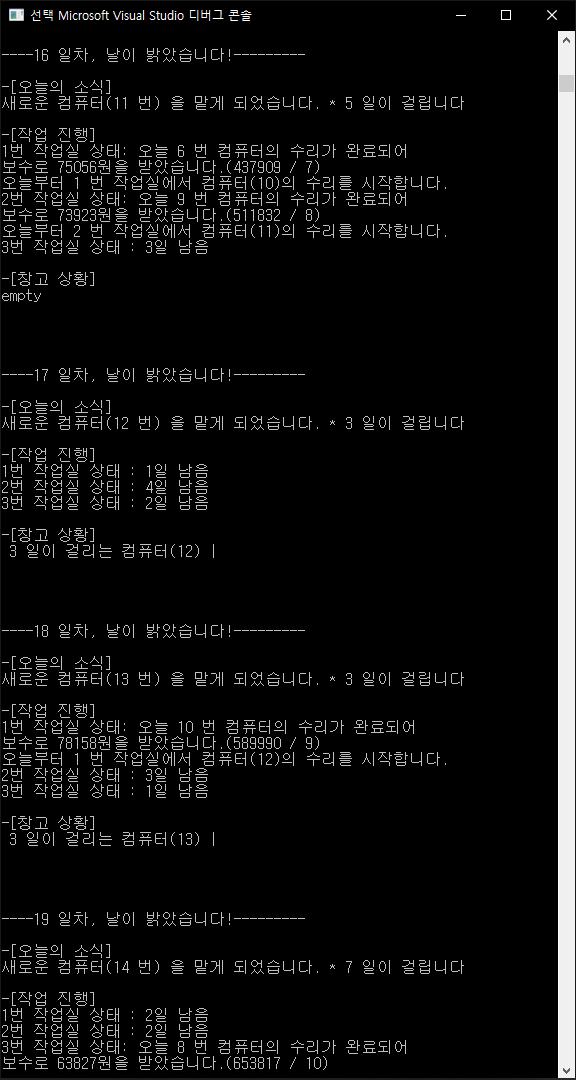 선택 Microsoft Visual Studio 디버그 콘솔
----16 일차, 날이 밝았습니다!---------
-[오늘의 소식]
새로운 컴퓨터(11 번) 을 맡게 되었습니다. * 5 일이 걸립니다
-[작업 진행]
1번 작업실 상태: 오늘 6 번 컴퓨터의 수리가 완료되어
보수로 75056원을 받았습니다.(437909 / 7)
오늘부터 1 번 작업실에서 컴퓨터(10)의 수리를 시작합니다.
2번 작업실 상태: 오늘 9 번 컴퓨터의 수리가 완료되어
보수로 73923원을 받았습니다.(511832 / 8)
오늘부터 2 번 작업실에서 컴퓨터(11)의 수리를 시작합니다.
3번 작업실 상태 : 3일 남음
-[창고 상황]
empty
----17 일차, 날이 밝았습니다!---------
-[오늘의 소식]
새로운 컴퓨터(12 번) 을 맡게 되었습니다. * 3 일이 걸립니다
-[작업 진행]
1번 작업실 상태 : 1일 남음
2번 작업실 상태 : 4일 남음
3번 작업실 상태 : 2일 남음
-[창고 상황]
 3 일이 걸리는 컴퓨터(12) |
----18 일차, 날이 밝았습니다!---------
-[오늘의 소식]
새로운 컴퓨터(13 번) 을 맡게 되었습니다. * 3 일이 걸립니다
-[작업 진행]
1번 작업실 상태: 오늘 10 번 컴퓨터의 수리가 완료되어
보수로 78158원을 받았습니다.(589990 / 9)
오늘부터 1 번 작업실에서 컴퓨터(12)의 수리를 시작합니다.
2번 작업실 상태 : 3일 남음
3번 작업실 상태 : 1일 남음
-[창고 상황]
 3 일이 걸리는 컴퓨터(13) |
----19 일차, 날이 밝았습니다!---------
-[오늘의 소식]
새로운 컴퓨터(14 번) 을 맡게 되었습니다. * 7 일이 걸립니다
-[작업 진행]
1번 작업실 상태 : 2일 남음
2번 작업실 상태 : 2일 남음
3번 작업실 상태: 오늘 8 번 컴퓨터의 수리가 완료되어
보수로 63827원을 받았습니다.(653817 / 10)